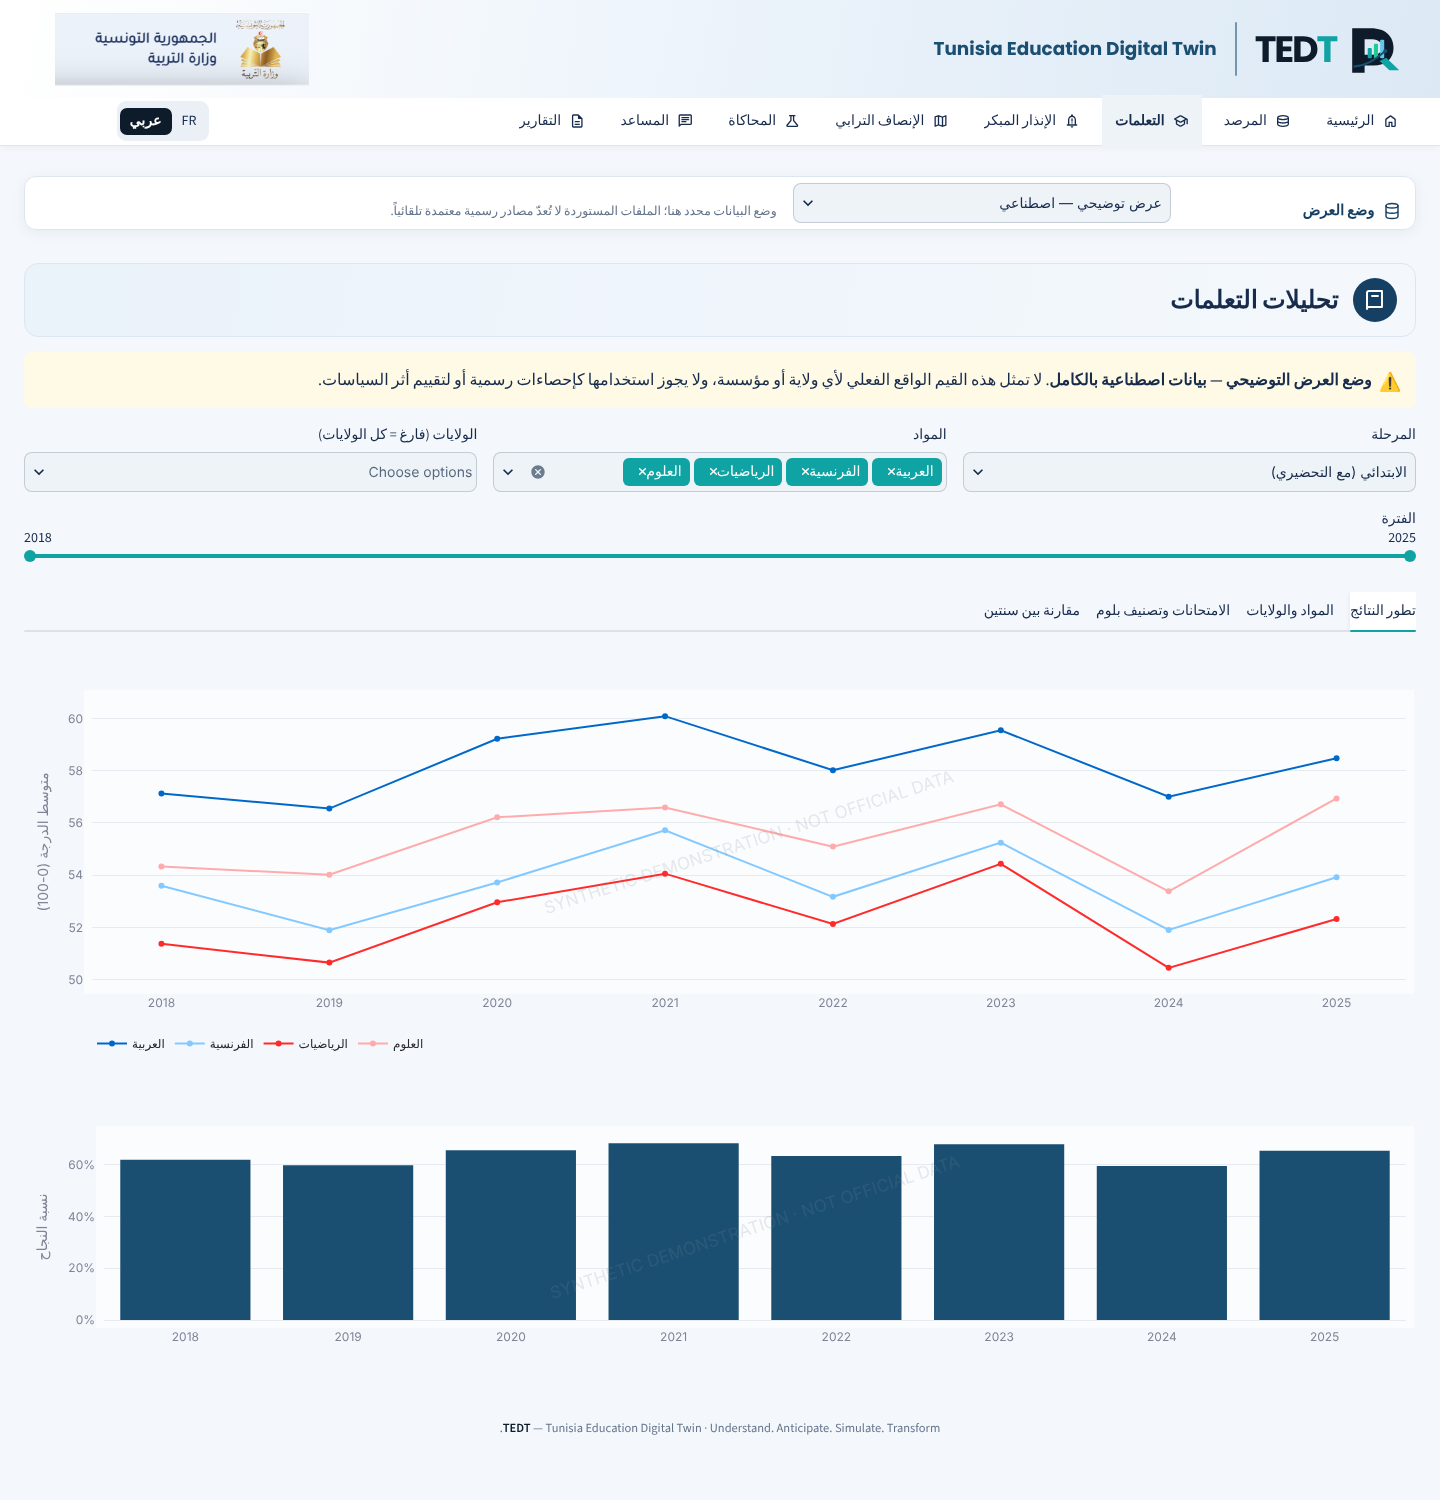 TEDT
Tunisia Education Digital Twin
الجمهورية التونسية
وزارة التربية
وزارة التربية
الرئيسية
المرصد
التعلمات
الإنذار المبكر
الإنصاف الترابي
المحاكاة
المساعد
التقارير
FR
عربي
وضع العرض
عرض توضيحي — اصطناعي
وضع البيانات محدد هنا؛ الملفات المستوردة لا تُعدّ مصادر رسمية معتمدة تلقائياً.
تحليلات التعلمات
وضع العرض التوضيحي — بيانات اصطناعية بالكامل. لا تمثل هذه القيم الواقع الفعلي لأي ولاية أو مؤسسة، ولا يجوز استخدامها كإحصاءات رسمية أو لتقييم أثر السياسات.
المرحلة
الابتدائي (مع التحضيري)
المواد
العربية
الفرنسية
الرياضيات
العلوم
الولايات (فارغ = كل الولايات)
Choose options
الفترة
2025
2018
تطور النتائج
المواد والولايات
الامتحانات وتصنيف بلوم
مقارنة بين سنتين
متوسط الدرجة (0-100)
60
58
56
54
52
50
SYNTHETIC DEMONSTRATION · NOT OFFICIAL DATA
2018 2019 2020 2021 2022 2023 2024 2025
العربية
الفرنسية
الرياضيات
العلوم
نسبة النجاح
60%
40%
20%
0%
SYNTHETIC DEMONSTRATION · NOT OFFICIAL DATA
2018 2019 2020 2021 2022 2023 2024 2025
.TEDT — Tunisia Education Digital Twin · Understand. Anticipate. Simulate. Transform